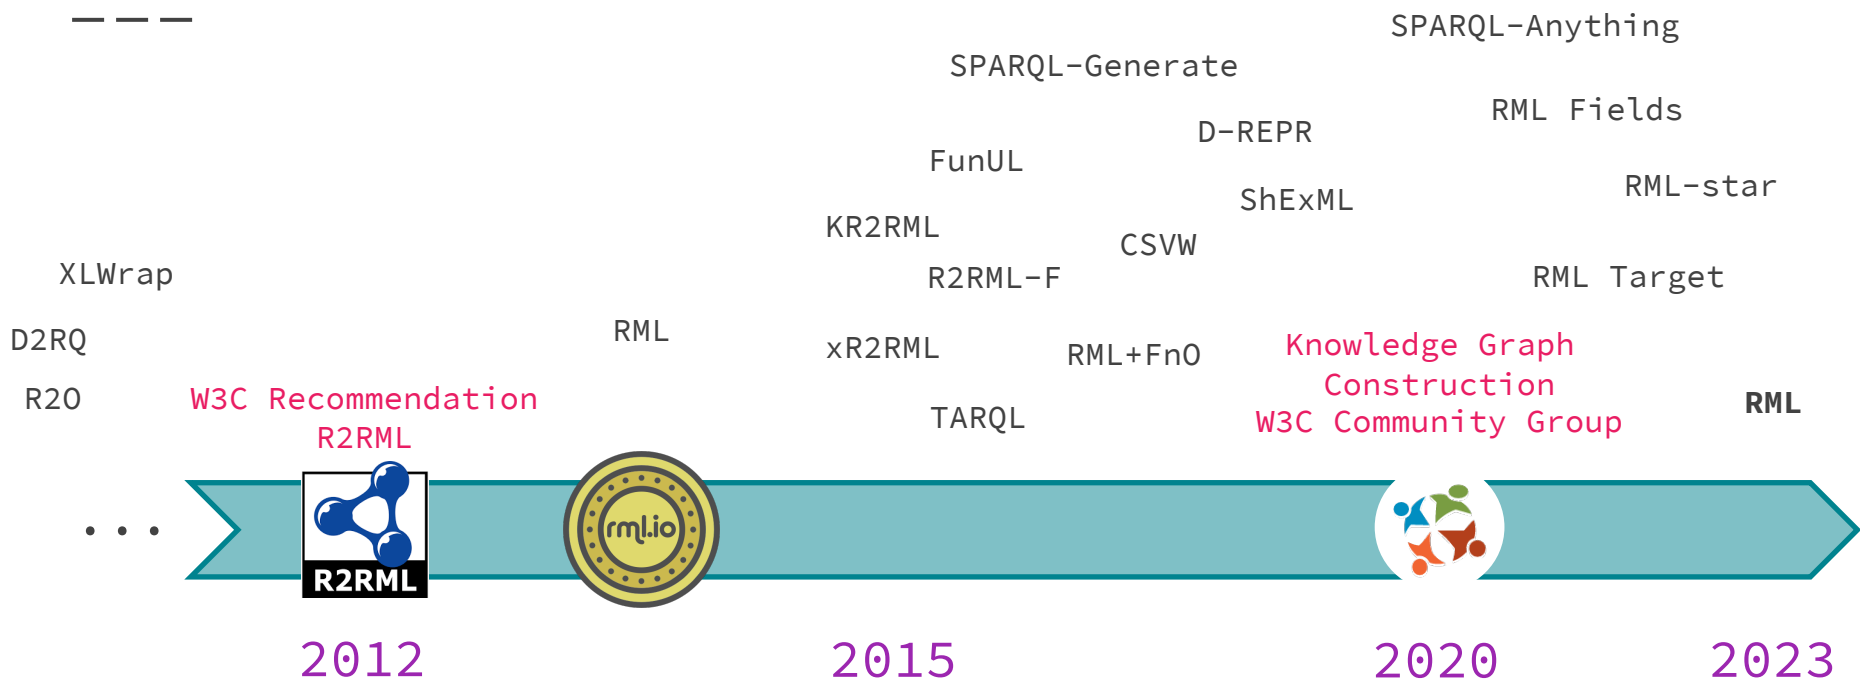 SPARQL-Anything
SPARQL-Generate
RML Fields
D-REPR
FunUL
RML-star
ShExML
KR2RML
CSVW
XLWrap
R2RML-F
RML Target
RML
D2RQ
xR2RML
RML+FnO
Knowledge Graph
Construction
W3C Community Group
R2O
W3C Recommendation
R2RML
TARQL
RML
R2RML
rml.io
...
2012
2015
2020
2023